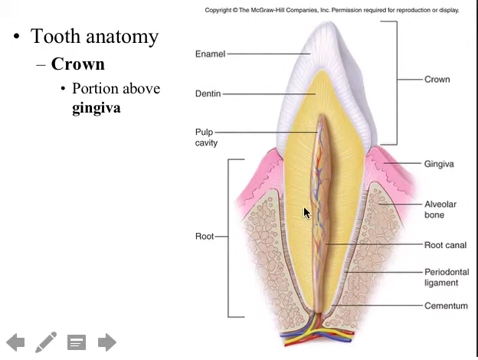 Copyright © The McGraw-Hill Companies, Inc. Permission required for reproduction or display.
• Tooth anatomy
– Crown
• Portion above
gingiva
Enamel
Dentin
Pulp
cavity
Root
Crown
Gingiva
Alveolar
bone
Root canal
Periodontal
ligament
Cementum